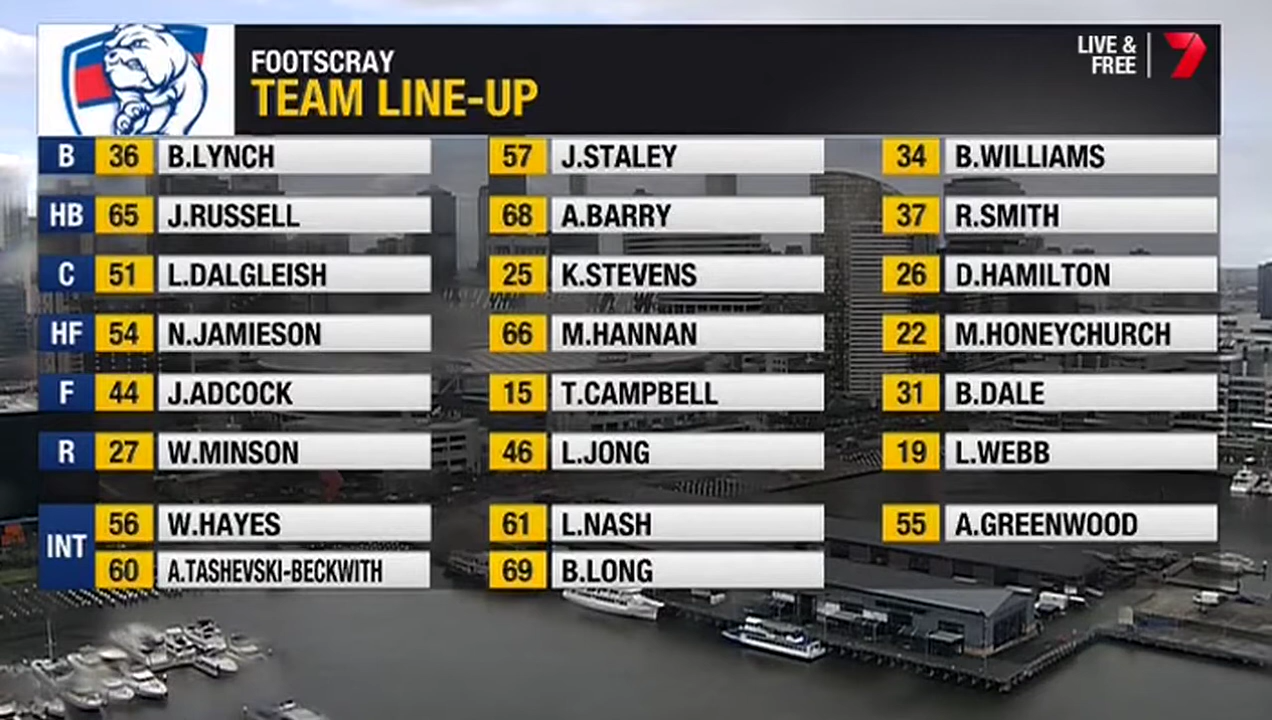 FOOTSCRAY
TEAM LINE-UP
LIVE &
FREE
7
B 36 B.LYNCH 57 J.STALEY 34 B.WILLIAMS
HB 65 J.RUSSELL 68 A.BARRY 37 R.SMITH
C 51 L.DALGLEISH 25 K.STEVENS 26 D.HAMILTON
HF 54 N.JAMIESON 66 M.HANNAN 22 M.HONEYCHURCH
F 44 J.ADCOCK 15 T.CAMPBELL 31 B.DALE
R 27 W.MINSON 46 L.JONG 19 L.WEBB
INT 56 W.HAYES 61 L.NASH 55 A.GREENWOOD
60 A.TASHEVSKI-BECKWITH 69 B.LONG